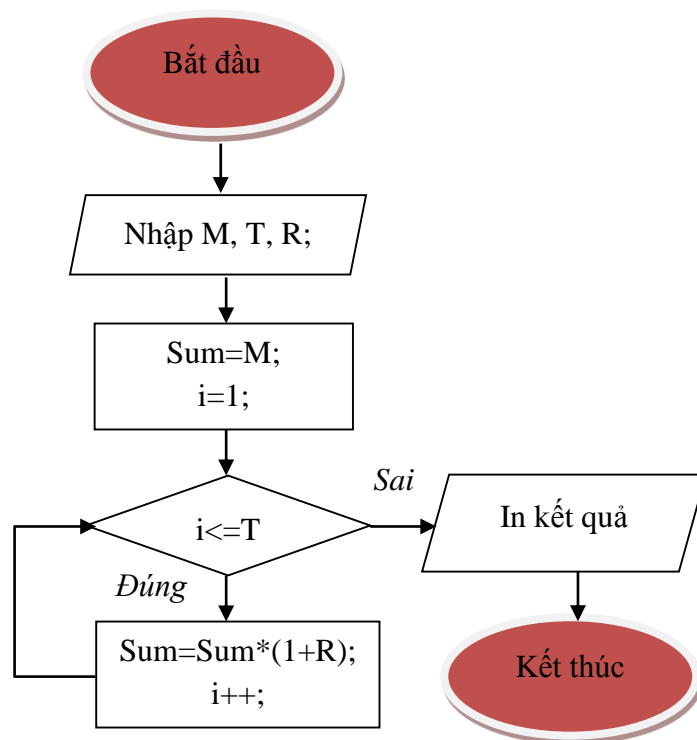 Bắt đầu
Nhập M, T, R;
Sum=M;
i=1;
i<=T
Sai
In kết quả
Đúng
Sum=Sum*(1+R);
i++;
Kết thúc